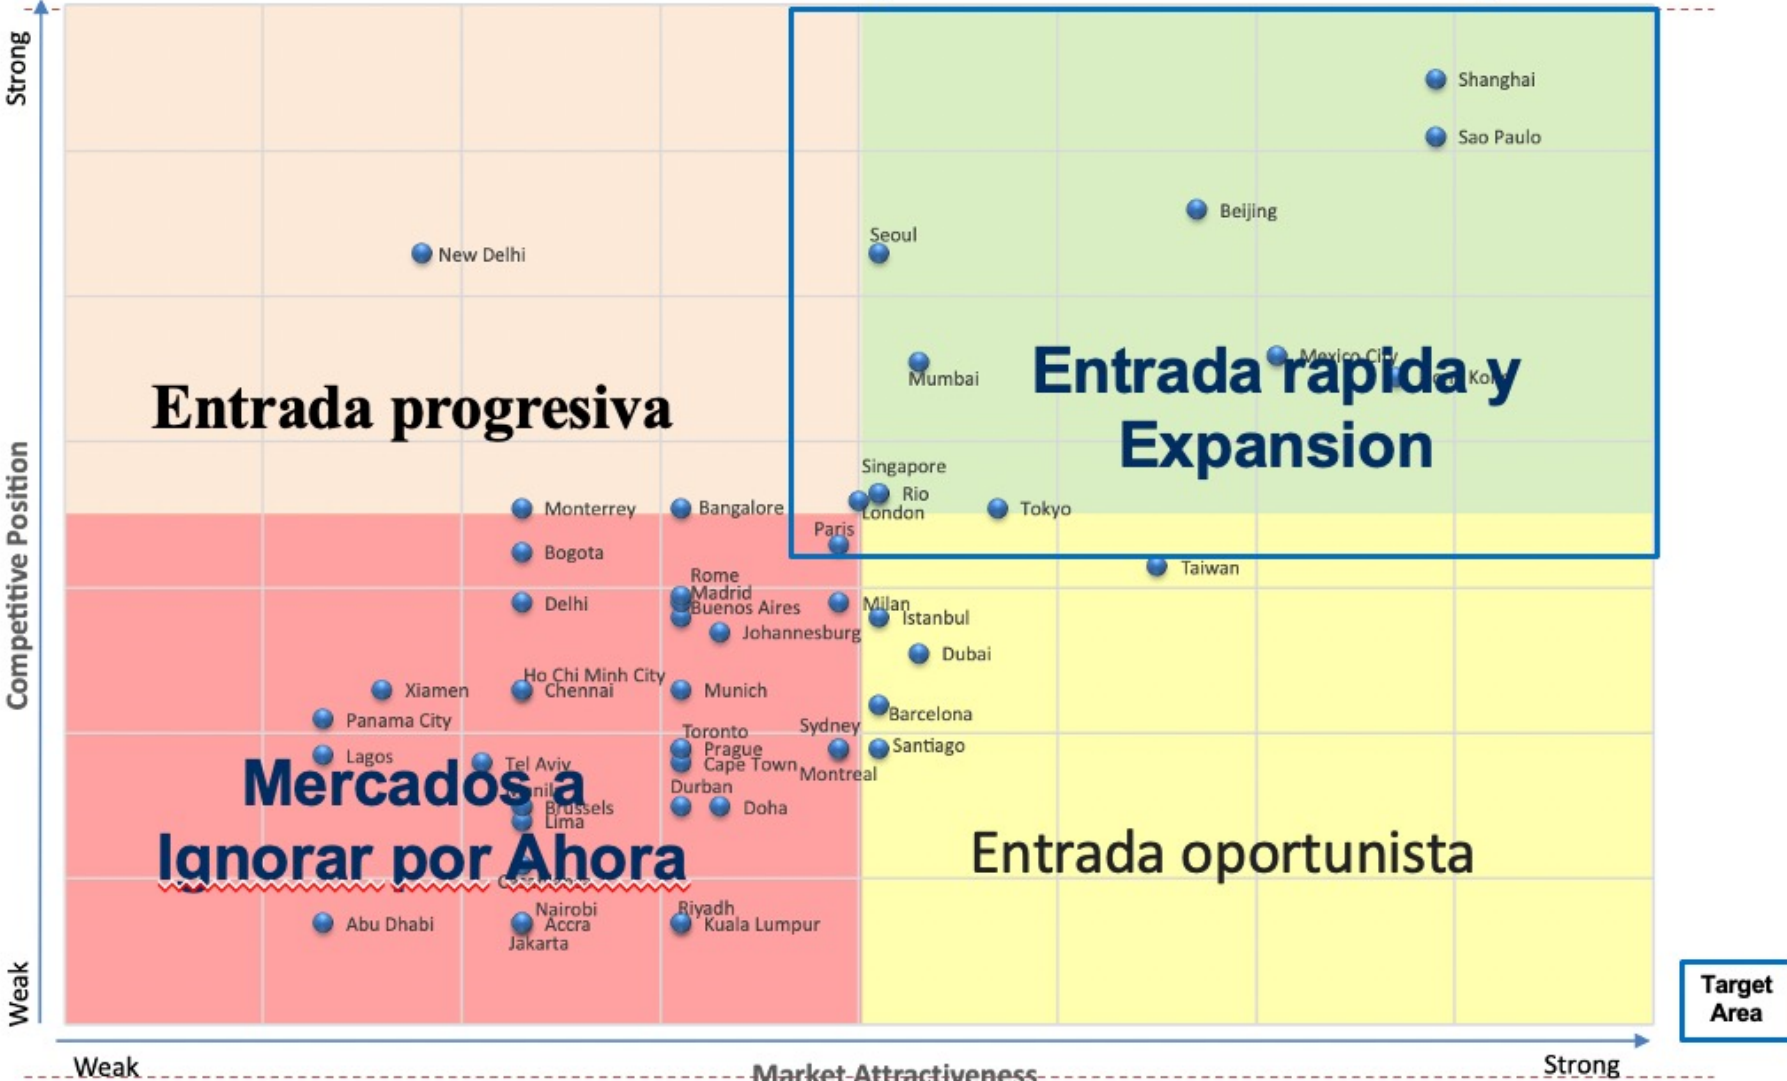 Strong
Shanghai
Sao Paulo
Beijing
Seoul
New Delhi
Mexico City
Mumbai
Entrada rapida y
Expansion
Entrada progresiva
Singapore
Rio
London
Monterrey
Bangalore
Tokyo
Paris
Bogota
Taiwan
Rome
Madrid
Buenos Aires
Delhi
Milan
Istanbul
Johannesburg
Dubai
Ho Chi Minh City
Chennai
Xiamen
Munich
Panama City
Barcelona
Sydney
Toronto
Prague
Santiago
Lagos
Tel Aviv
Cape Town
Montreal
Mercados a
Ignorar por Ahora
Durban
Brussels
Doha
Lima
Entrada oportunista
Nairobi
Riyadh
Abu Dhabi
Accra
Kuala Lumpur
Jakarta
Competitive Position
Weak
Target
Area
Weak
Market Attractiveness
Strong